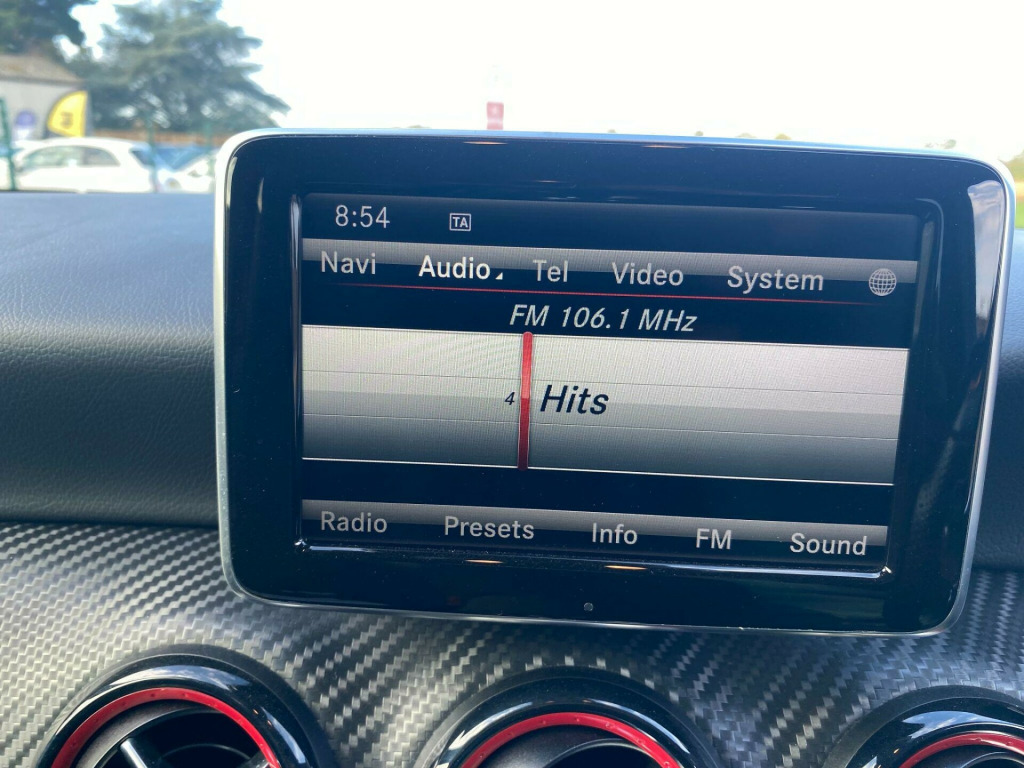 8:54 TA
Navi Audio Tel Video System
FM 106.1 MHz
4 Hits
Radio Presets Info FM Sound